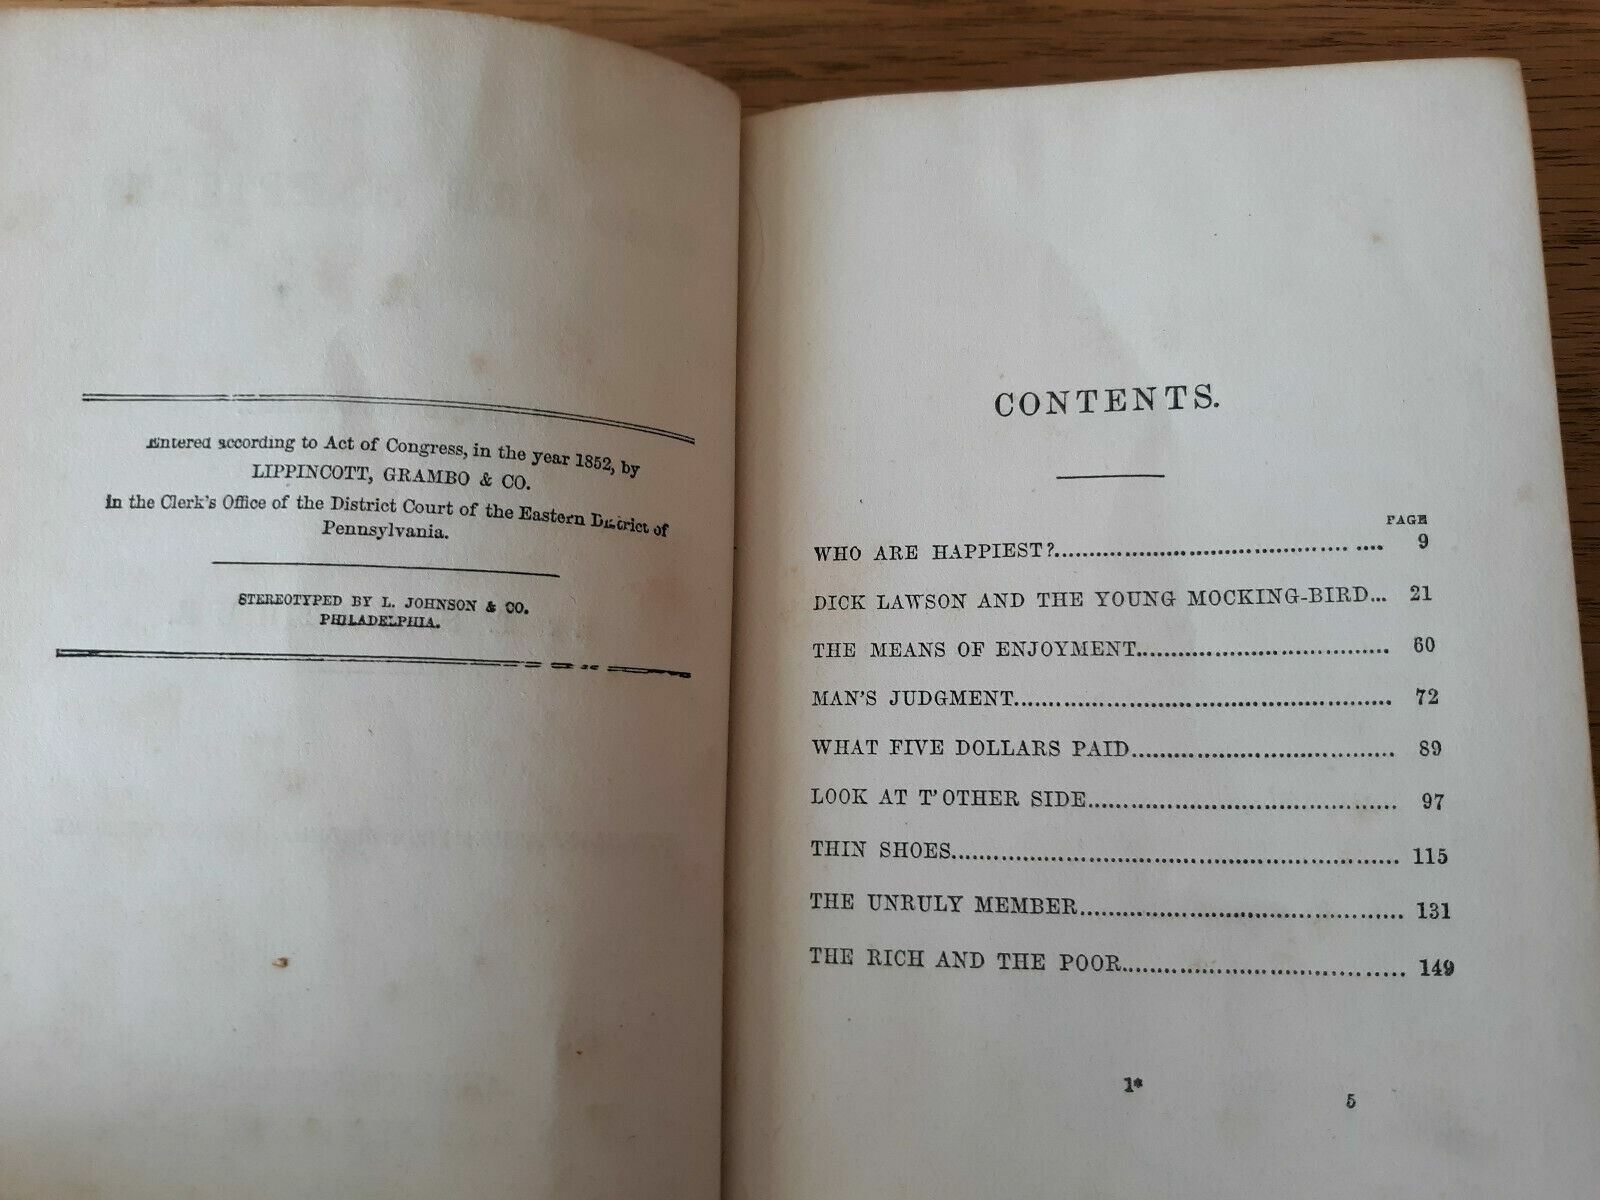 Entered according to Act of Congress, in the year 1852, by
LIPPINCOTT, GRAMBO & CO.
in the Clerk's Office of the District Court of the Eastern District of
Pennsylvania.
STEREOTYPED BY L. JOHNSON & CO.
PHILADELPHIA.
CONTENTS.
PAGE
WHO ARE HAPPIEST?.......................................... .... 9
DICK LAWSON AND THE YOUNG MOCKING-BIRD... 21
THE MEANS OF ENJOYMENT.................................... 60
MAN'S JUDGMENT...................................................... 72
WHAT FIVE DOLLARS PAID...................................... 89
LOOK AT T'OTHER SIDE............................................. 97
THIN SHOES................................................................ 115
THE UNRULY MEMBER............................................... 131
THE RICH AND THE POOR......................................... 149
1*
5